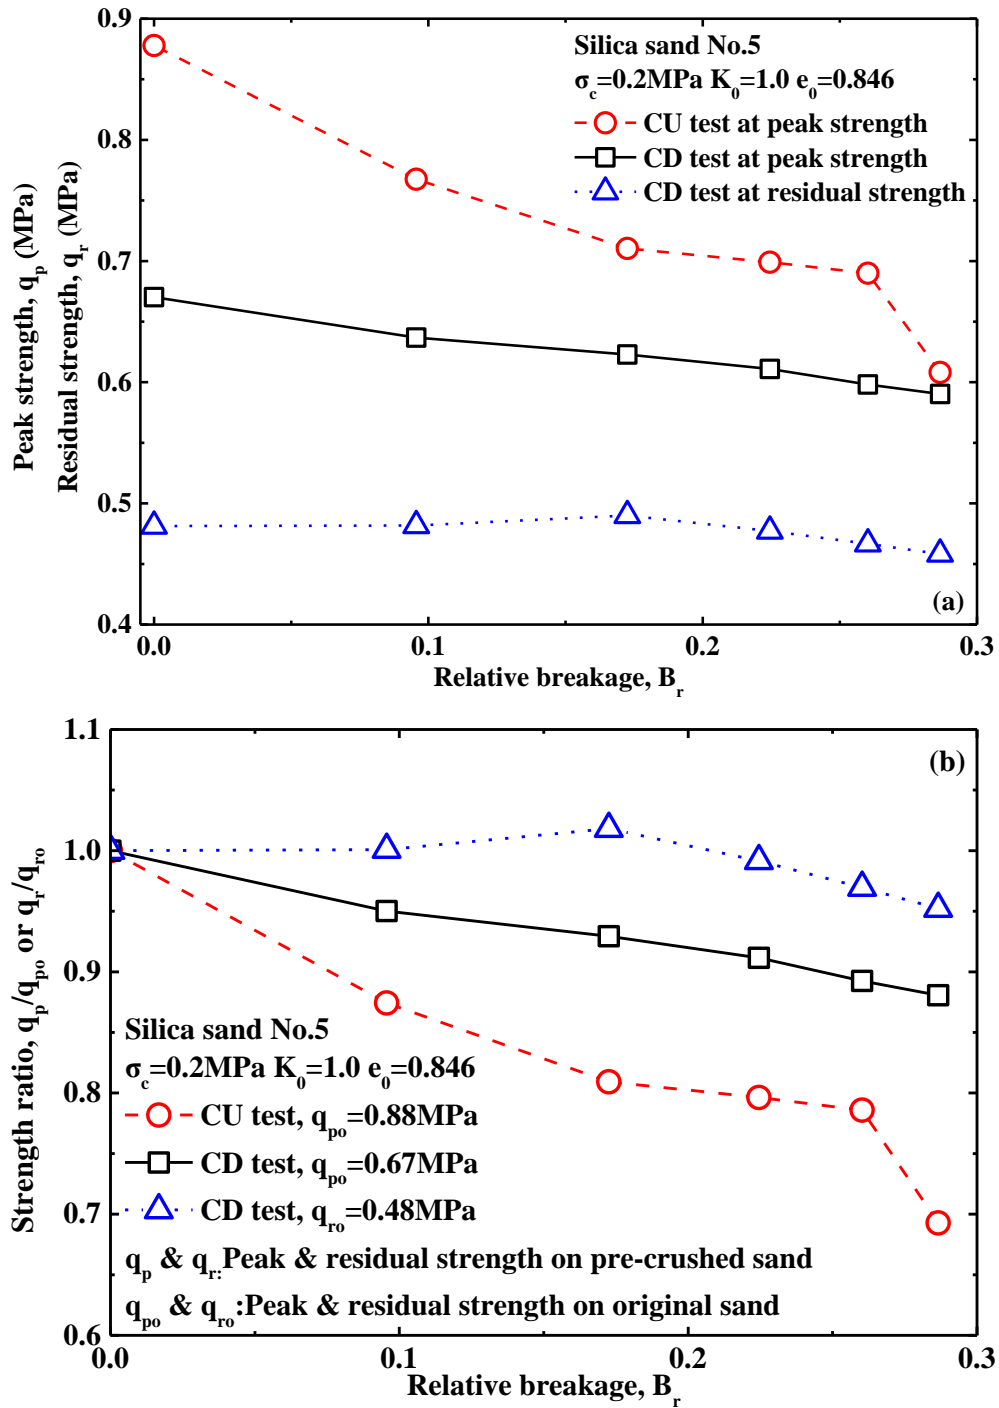 0.9
0.8
0.7
0.6
0.5
0.4
Peak strength, qp (MPa)
Residual strength, qr (MPa)
Silica sand No.5
σc=0.2MPa K0=1.0 e0=0.846
CU test at peak strength
CD test at peak strength
CD test at residual strength
(a)
0.0 0.1 0.2 0.3
Relative breakage, Br
1.1
1.0
0.9
0.8
0.7
0.6
Strength ratio, qp/qpo or qr/qro
(b)
Silica sand No.5
σc=0.2MPa K0=1.0 e0=0.846
CU test, qpo=0.88MPa
CD test, qpo=0.67MPa
CD test, qro=0.48MPa
qp & qr:Peak & residual strength on pre-crushed sand
qpo & qro:Peak & residual strength on original sand
0.0 0.1 0.2 0.3
Relative breakage, Br